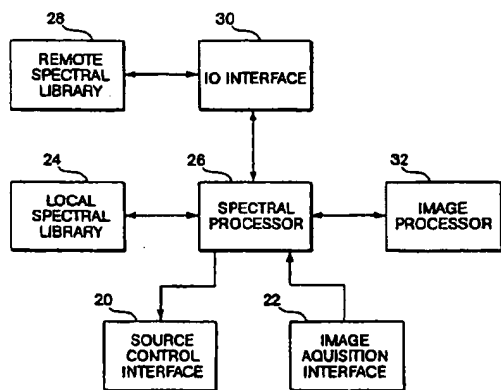 28
REMOTE
SPECTRAL
LIBRARY
30
IO INTERFACE
24
LOCAL
SPECTRAL
LIBRARY
26
SPECTRAL
PROCESSOR
32
IMAGE
PROCESSOR
20
SOURCE
CONTROL
INTERFACE
22
IMAGE
AQUISITION
INTERFACE